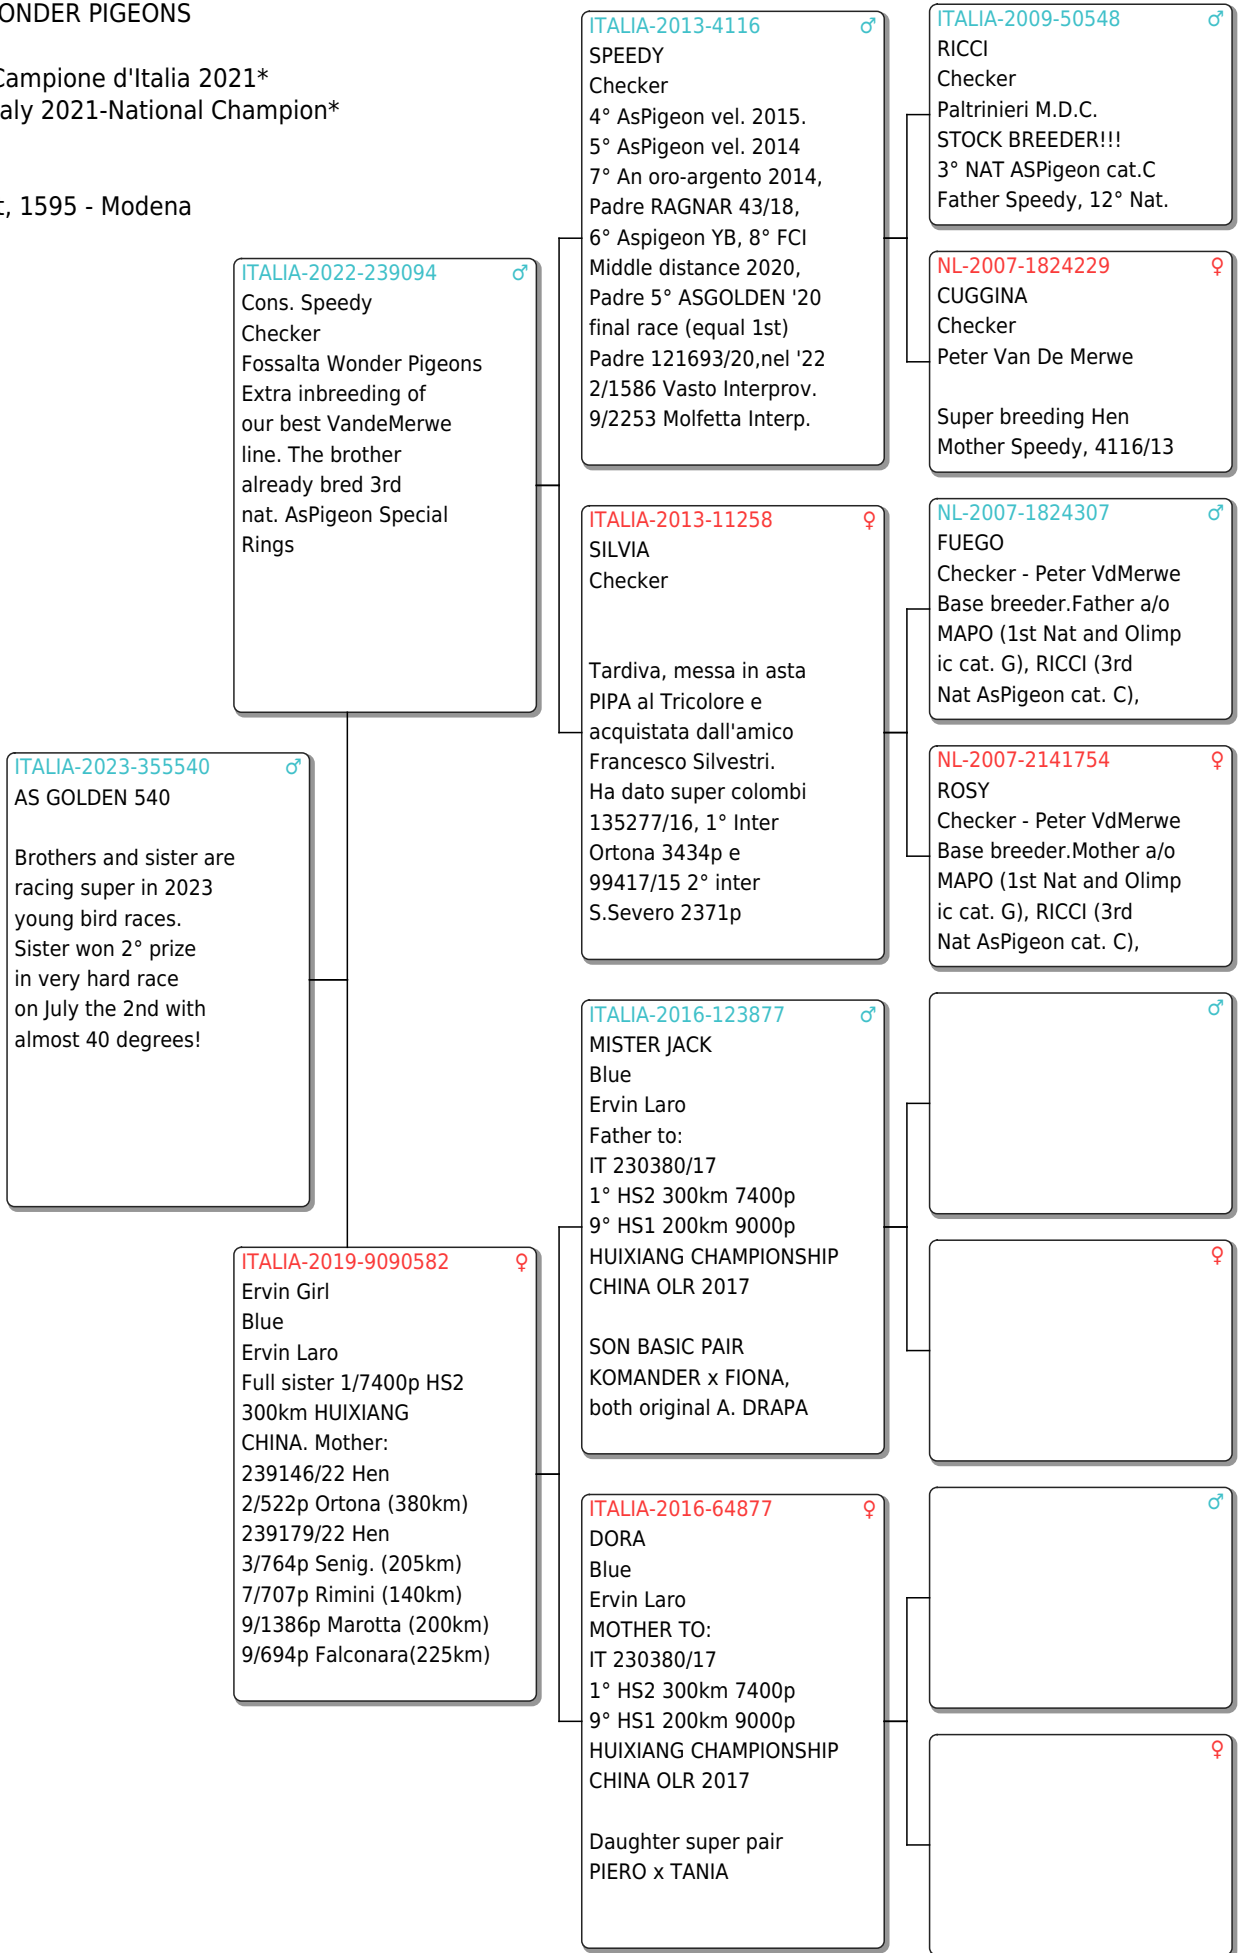 ONDER PIGEONS
Campione d'Italia 2021*
aly 2021-National Champion*
, 1595 - Modena
ITALIA-2023-355540 ♂
AS GOLDEN 540
Brothers and sister are
racing super in 2023
young bird races.
Sister won 2° prize
in very hard race
on July the 2nd with
almost 40 degrees!
ITALIA-2022-239094 ♂
Cons. Speedy
Checker
Fossalta Wonder Pigeons
Extra inbreeding of
our best VandeMerwe
line. The brother
already bred 3rd
nat. AsPigeon Special
Rings
ITALIA-2019-9090582 ♀
Ervin Girl
Blue
Ervin Laro
Full sister 1/7400p HS2
300km HUIXIANG
CHINA. Mother:
239146/22 Hen
2/522p Ortona (380km)
239179/22 Hen
3/764p Senig. (205km)
7/707p Rimini (140km)
9/1386p Marotta (200km)
9/694p Falconara(225km)
ITALIA-2013-4116 ♂
SPEEDY
Checker
4° AsPigeon vel. 2015.
5° AsPigeon vel. 2014
7° An oro-argento 2014,
Padre RAGNAR 43/18,
6° Aspigeon YB, 8° FCI
Middle distance 2020,
Padre 5° ASGOLDEN '20
final race (equal 1st)
Padre 121693/20,nel '22
2/1586 Vasto Interprov.
9/2253 Molfetta Interp.
ITALIA-2013-11258 ♀
SILVIA
Checker
Tardiva, messa in asta
PIPA al Tricolore e
acquistata dall'amico
Francesco Silvestri.
Ha dato super colombi
135277/16, 1° Inter
Ortona 3434p e
99417/15 2° inter
S.Severo 2371p
ITALIA-2016-123877 ♂
MISTER JACK
Blue
Ervin Laro
Father to:
IT 230380/17
1° HS2 300km 7400p
9° HS1 200km 9000p
HUIXIANG CHAMPIONSHIP
CHINA OLR 2017
SON BASIC PAIR
KOMANDER x FIONA,
both original A. DRAPA
ITALIA-2016-64877 ♀
DORA
Blue
Ervin Laro
MOTHER TO:
IT 230380/17
1° HS2 300km 7400p
9° HS1 200km 9000p
HUIXIANG CHAMPIONSHIP
CHINA OLR 2017
Daughter super pair
PIERO x TANIA
ITALIA-2009-50548 ♂
RICCI
Checker
Paltrinieri M.D.C.
STOCK BREEDER!!!
3° NAT ASPigeon cat.C
Father Speedy, 12° Nat.
NL-2007-1824229 ♀
CUGGINA
Checker
Peter Van De Merwe
Super breeding Hen
Mother Speedy, 4116/13
NL-2007-1824307 ♂
FUEGO
Checker - Peter VdMerwe
Base breeder.Father a/o
MAPO (1st Nat and Olimp
ic cat. G), RICCI (3rd
Nat AsPigeon cat. C),
NL-2007-2141754 ♀
ROSY
Checker - Peter VdMerwe
Base breeder.Mother a/o
MAPO (1st Nat and Olimp
ic cat. G), RICCI (3rd
Nat AsPigeon cat. C),
♂
♀
♂
♀